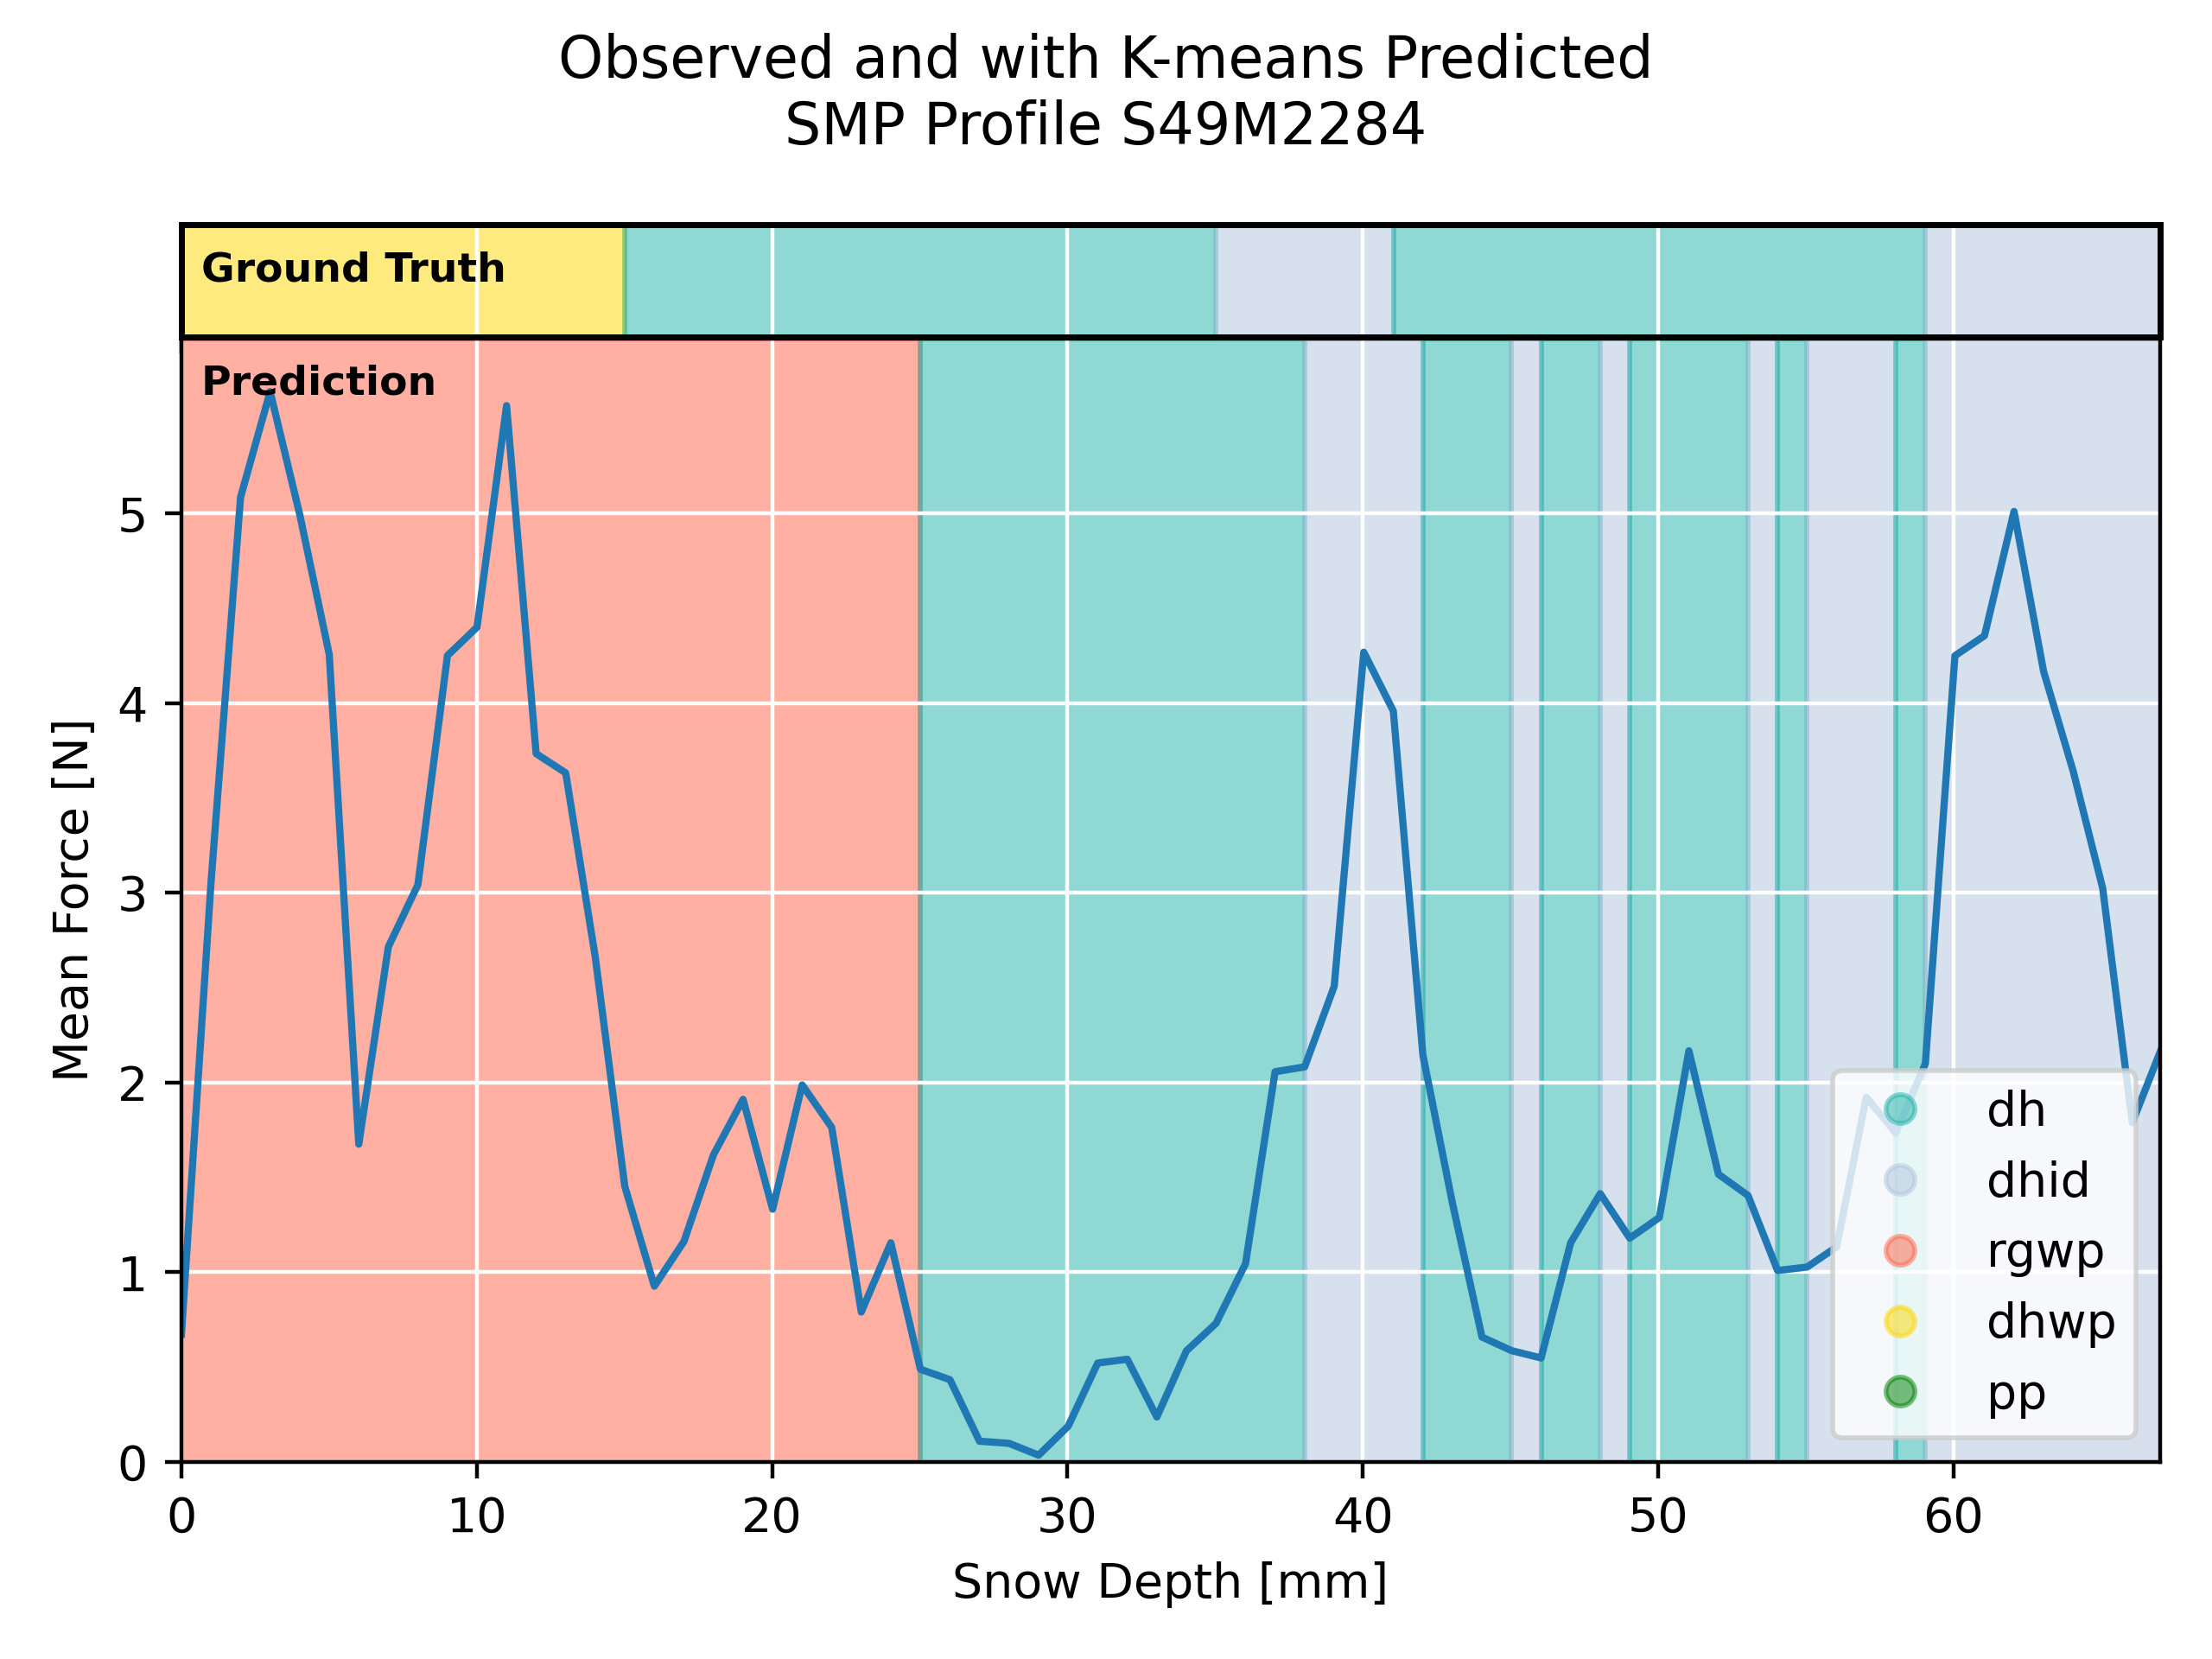 Observed and with K-means Predicted
SMP Profile S49M2284
Ground Truth
Prediction
Mean Force [N]
5
4
3
2
1
0
0 10 20 30 40 50 60
Snow Depth [mm]
dh
dhid
rgwp
dhwp
pp